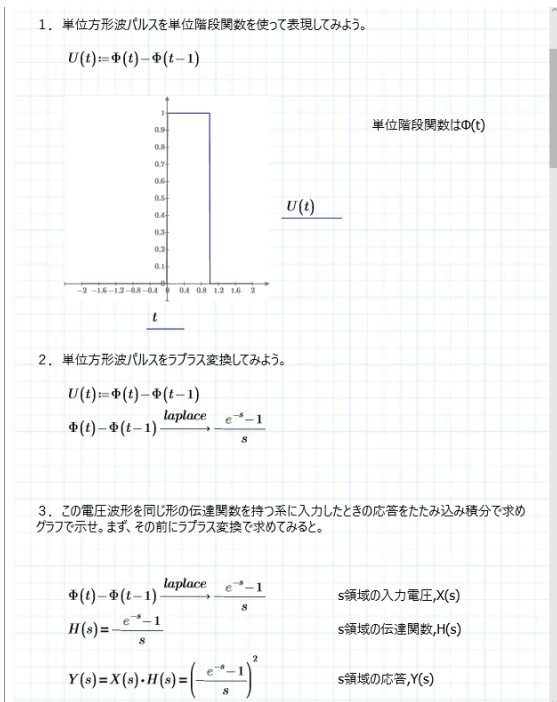 １．単位方形波パルスを単位階段関数を使って表現してみよう。
U(t):=Φ(t)−Φ(t−1)
単位階段関数はΦ(t)
1
0.9
0.8
0.7
0.6
0.5
0.4
0.3
0.2
0.1
0
-2 -1.6 -1.2 -0.8 -0.4 0 0.4 0.8 1.2 1.6 2
U(t)
t
２．単位方形波パルスをラプラス変換してみよう。
U(t):=Φ(t)−Φ(t−1)
Φ(t)−Φ(t−1) laplace→ −(e^{−s}−1)/s
３．この電圧波形を同じ形の伝達関数を持つ系に入力したときの応答をたたみ込み積分で求め
グラフで示せ。まず、その前にラプラス変換で求めてみると。
Φ(t)−Φ(t−1) laplace→ −(e^{−s}−1)/s s領域の入力電圧,X(s)
H(s)=−(e^{−s}−1)/s s領域の伝達関数,H(s)
Y(s)=X(s)·H(s)=(−(e^{−s}−1)/s)^2 s領域の応答,Y(s)